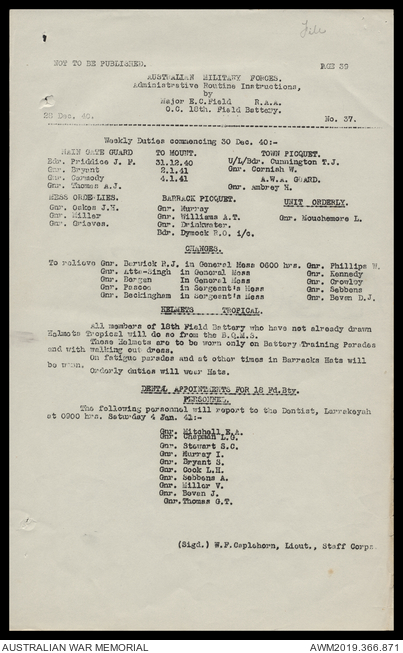 File
NOT TO BE PUBLISHED. PAGE 39
AUSTRALIAN MILITARY FORCES.
Administrative Routine Instructions,
by
Major E.C.Field R.A.A.
O.C. 18th. Field Battery.
28 Dec. 40. No. 37.
Weekly Duties commencing 30 Dec. 40:-
MAIN GATE GUARD TO MOUNT. TOWN PICQUET.
Bdr. Priddice J. P. 31.12.40 U/L/Bdr. Cunnington T.J.
Gnr. Bryant 2.1.41 Gnr. Cornish W.
Gnr. Carmody 4.1.41 A.W.A. GUARD.
Gnr. Thomas A.J. Gnr. Ambrey H.
MESS ORDERLIES. BARRACK PICQUET. UNIT ORDERLY.
Gnr. Oakes J.H. Gnr. Murray
Gnr. Miller Gnr. Williams A.T. Gnr. Mouchemore L.
Gnr. Grieves. Gnr. Drinkwater.
Bdr. Dymock R.O. i/c.
CHANGES.
To relieve Gnr. Berwick R.J. in General Mess 0600 hrs. Gnr. Phillips W.
Gnr. Atta-Singh in General Mess Gnr. Kennedy
Gnr. Bergan In General Mess Gnr. Crowley
Gnr. Pascoe in Sergeant's Mess Gnr. Sebbens
Gnr. Beckingham in Sergeant's Mess Gnr. Beven D.J.
HELMETS TROPICAL.
All members of 18th Field Battery who have not already drawn
Helmets Tropical will do so from the B.Q.M.S.
These Helmets are to be worn only on Battery Training Parades
and with walking out dress.
On fatigue parades and at other times in Barracks Hats will
be worn.
Orderly duties will wear Hats.
DENTAL APPOINTMENTS FOR 18 Fd.Bty.
PERSONNEL.
The following personnel will report to the Dentist, Larrakeyah
at 0900 hrs. Saturday 4 Jan. 41:-
Gnr. Mitchell E.A.
Gnr. Chapman L.O.
Gnr. Stewart S.C.
Gnr. Murray I.
Gnr. Bryant S.
Gnr. Cook L.H.
Gnr. Sebbens A.
Gnr. Miller V.
Gnr. Beven J.
Gnr. Thomas G.T.
(Sigd.) W.F.Caplehorn, Lieut., Staff Corps.
AUSTRALIAN WAR MEMORIAL AWM2019.366.871